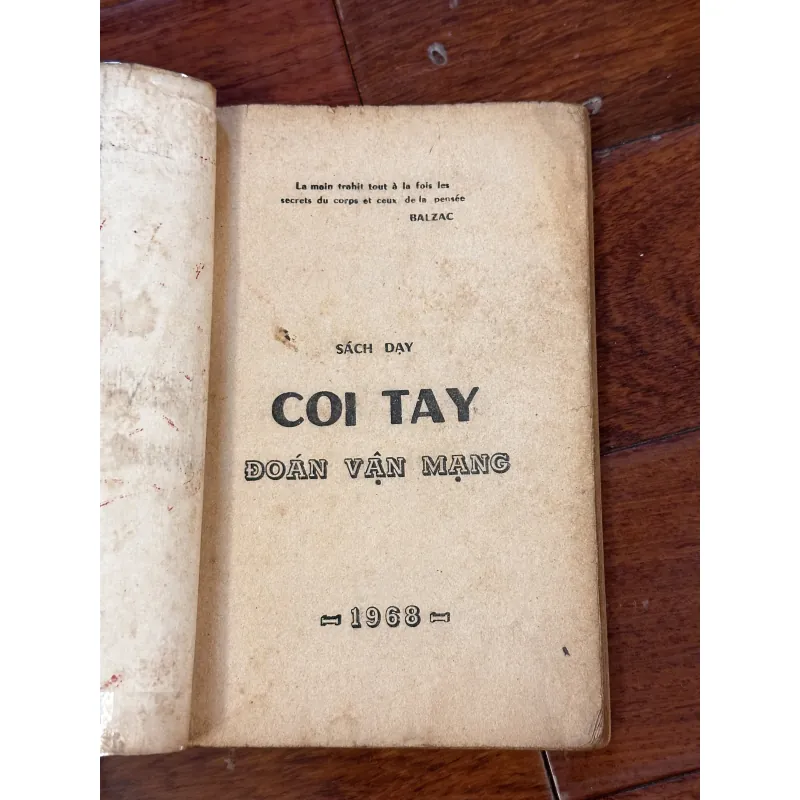 La main trahit tout à la fois les
secrets du corps et ceux de la pensée
BALZAC
SÁCH DẠY
COI TAY
ĐOÁN VẬN MẠNG
1968